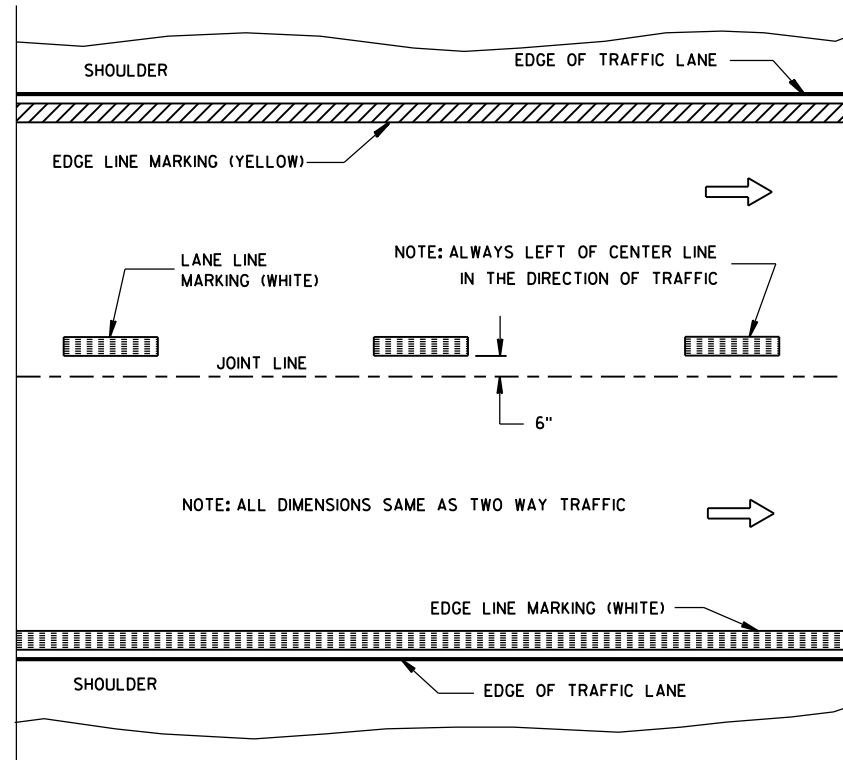 SHOULDER
EDGE OF TRAFFIC LANE
EDGE LINE MARKING (YELLOW)
LANE LINE
MARKING (WHITE)
NOTE: ALWAYS LEFT OF CENTER LINE
IN THE DIRECTION OF TRAFFIC
JOINT LINE
6"
NOTE: ALL DIMENSIONS SAME AS TWO WAY TRAFFIC
EDGE LINE MARKING (WHITE)
SHOULDER
EDGE OF TRAFFIC LANE